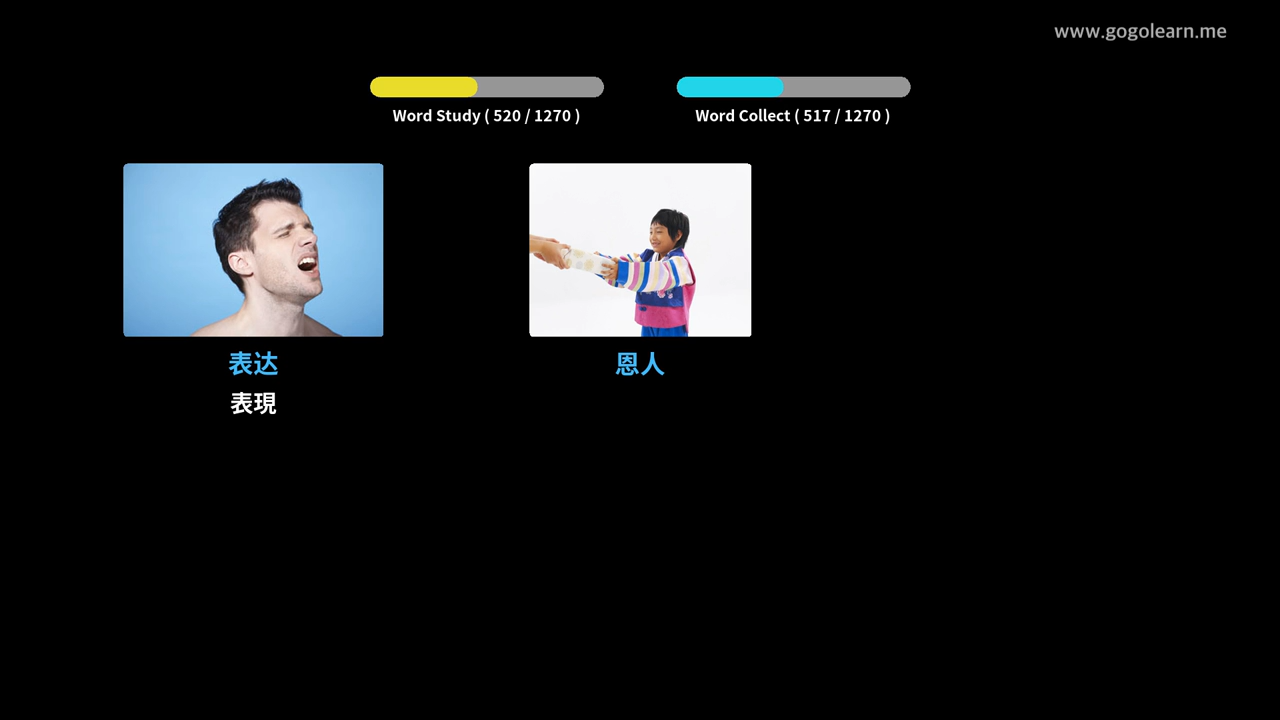 www.gogolearn.me
Word Study ( 520 / 1270 )
Word Collect ( 517 / 1270 )
表达
恩人
表現